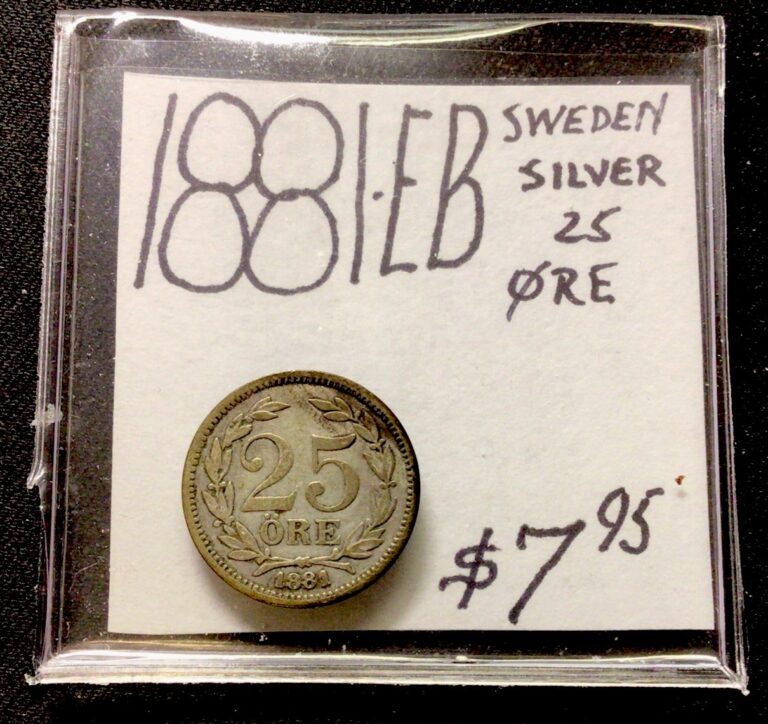 1881·EB
SWEDEN
SILVER
25
ØRE
25
ÖRE
1881
$7.95